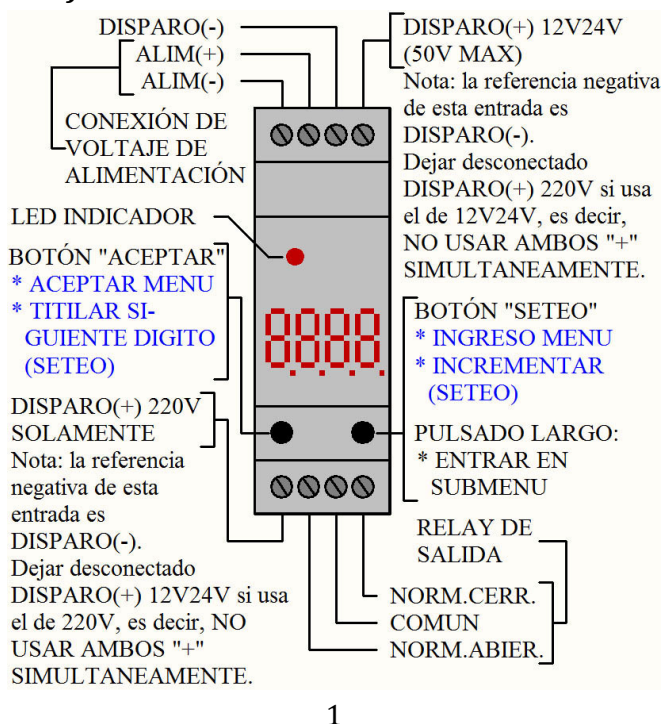 DISPARO(-)
ALIM(+)
ALIM(-)
CONEXIÓN DE
VOLTAJE DE
ALIMENTACIÓN
DISPARO(+) 12V24V
(50V MAX)
Nota: la referencia negativa
de esta entrada es
DISPARO(-).
Dejar desconectado
DISPARO(+) 220V si usa
el de 12V24V, es decir,
NO USAR AMBOS "+"
SIMULTANEAMENTE.
LED INDICADOR
BOTÓN "ACEPTAR"
* ACEPTAR MENU
* TITILAR SI-
GUIENTE DIGITO
(SETEO)
8.8.8.8.
BOTÓN "SETEO"
* INGRESO MENU
* INCREMENTAR
(SETEO)
PULSADO LARGO:
* ENTRAR EN
SUBMENU
DISPARO(+) 220V
SOLAMENTE
Nota: la referencia
negativa de esta
entrada es
DISPARO(-).
Dejar desconectado
DISPARO(+) 12V24V si usa
el de 220V, es decir, NO
USAR AMBOS "+"
SIMULTANEAMENTE.
RELAY DE
SALIDA
NORM.CERR.
COMUN
NORM.ABIER.
1